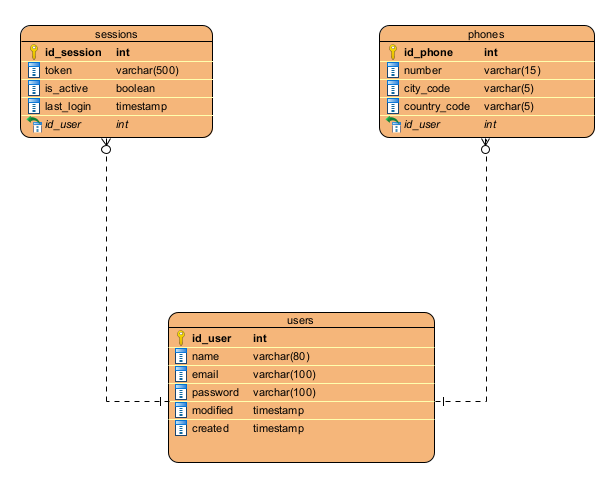 sessions
id_session int
token varchar(500)
is_active boolean
last_login timestamp
id_user int
phones
id_phone int
number varchar(15)
city_code varchar(5)
country_code varchar(5)
id_user int
users
id_user int
name varchar(80)
email varchar(100)
password varchar(100)
modified timestamp
created timestamp